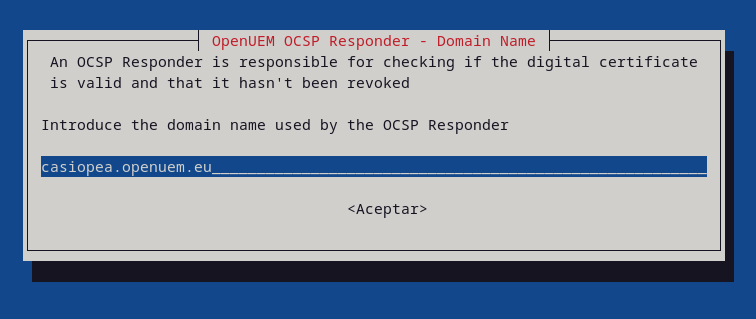 OpenUEM OCSP Responder - Domain Name
An OCSP Responder is responsible for checking if the digital certificate
is valid and that it hasn't been revoked
Introduce the domain name used by the OCSP Responder
casiopea.openuem.eu
<Aceptar>